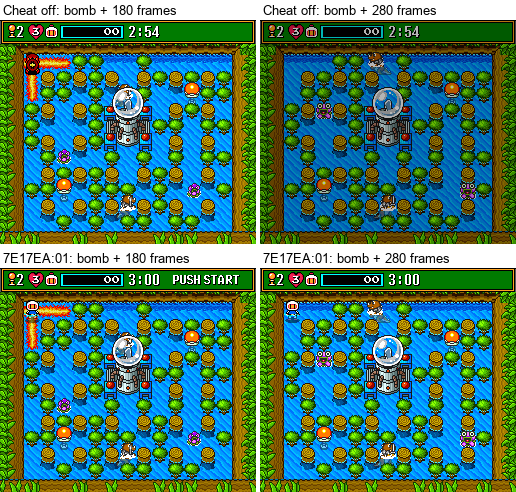 Cheat off: bomb + 180 frames
Cheat off: bomb + 280 frames
2 3 00 2:54
2 3 00 2:54
7E17EA:01: bomb + 180 frames
7E17EA:01: bomb + 280 frames
2 3 00 3:00 PUSH START
2 3 00 3:00